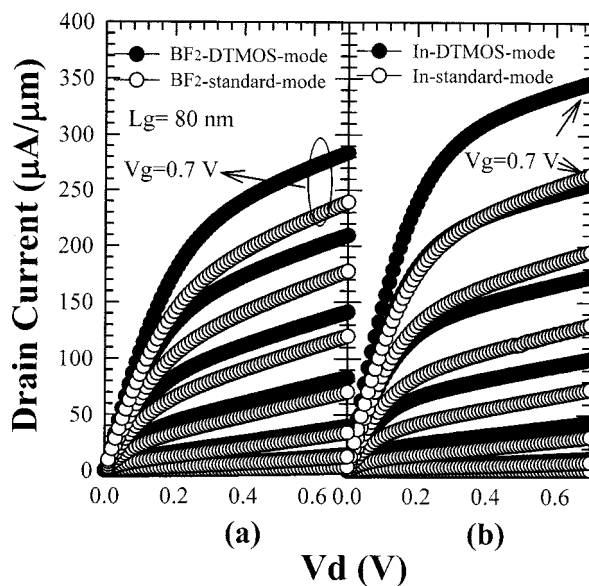 400
350
300
250
200
150
100
50
0
Drain Current (μA/μm)
BF2-DTMOS-mode
BF2-standard-mode
Lg= 80 nm
Vg=0.7 V
In-DTMOS-mode
In-standard-mode
Vg=0.7 V
0.0 0.2 0.4 0.6 0.0 0.2 0.4 0.6
(a) (b)
Vd (V)